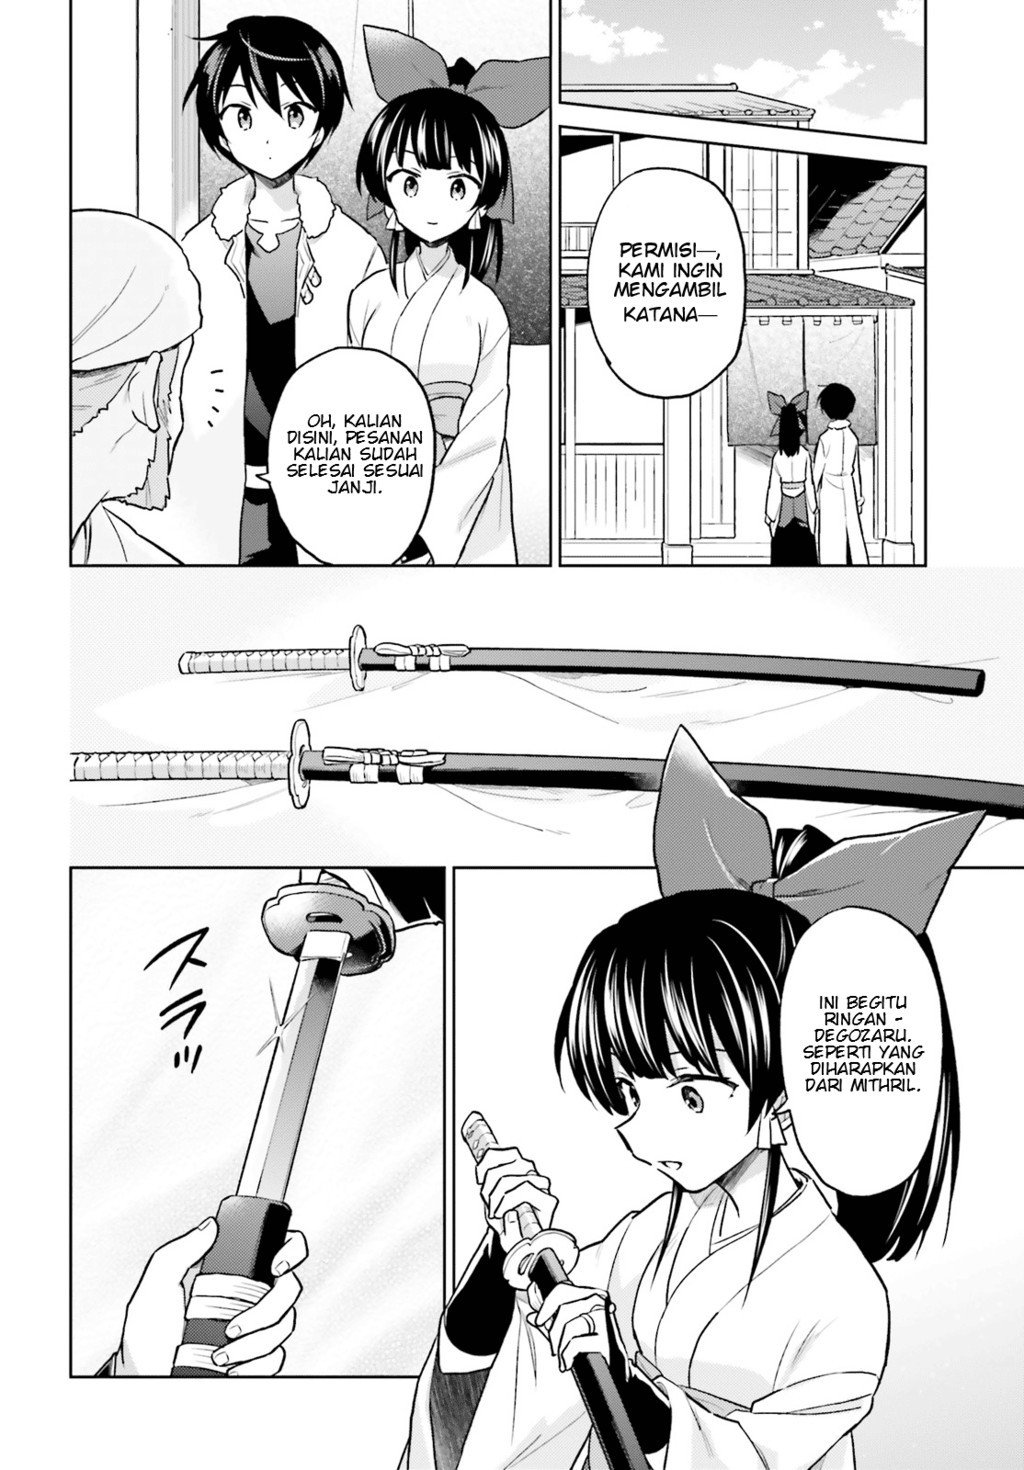 PERMISI—,
KAMI INGIN
MENGAMBIL
KATANA—
OH, KALIAN
DISINI, PESANAN
KALIAN SUDAH
SELESAI SESUAI
JANJI.
スラッ
INI BEGITU
RINGAN -
DEGOZARU.
SEPERTI YANG
DIHARAPKAN
DARI MITHRIL.